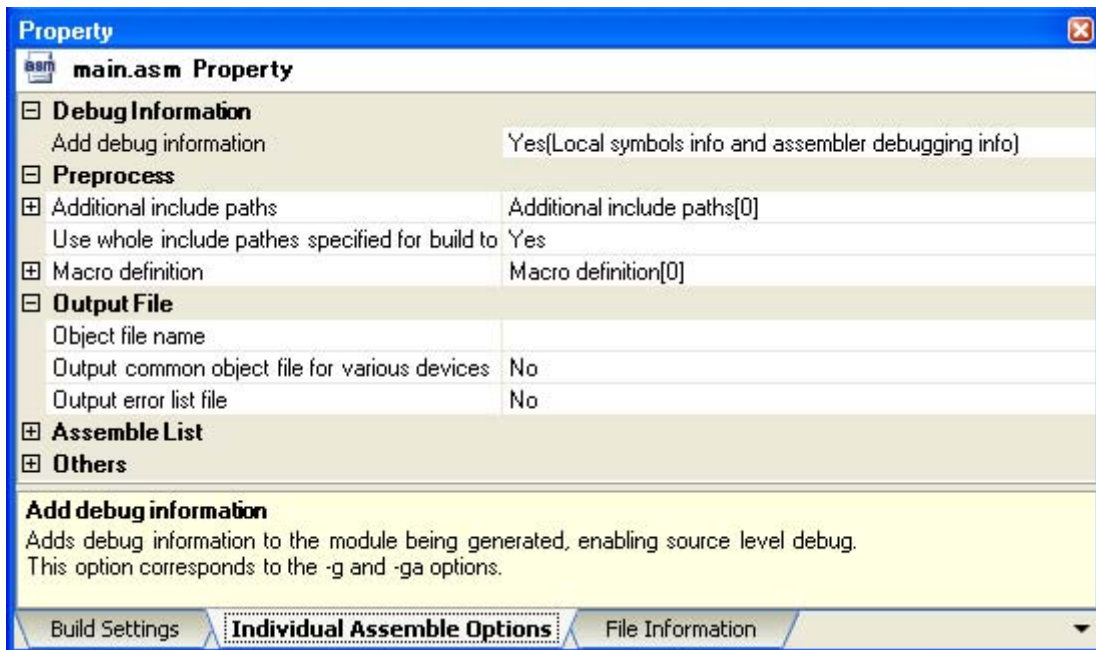 Property
asm main.asm Property
Debug Information
Add debug information Yes(Local symbols info and assembler debugging info)
Preprocess
Additional include paths Additional include paths[0]
Use whole include pathes specified for build to Yes
Macro definition Macro definition[0]
Output File
Object file name
Output common object file for various devices No
Output error list file No
Assemble List
Others
Add debug information
Adds debug information to the module being generated, enabling source level debug.
This option corresponds to the -g and -ga options.
Build Settings Individual Assemble Options File Information